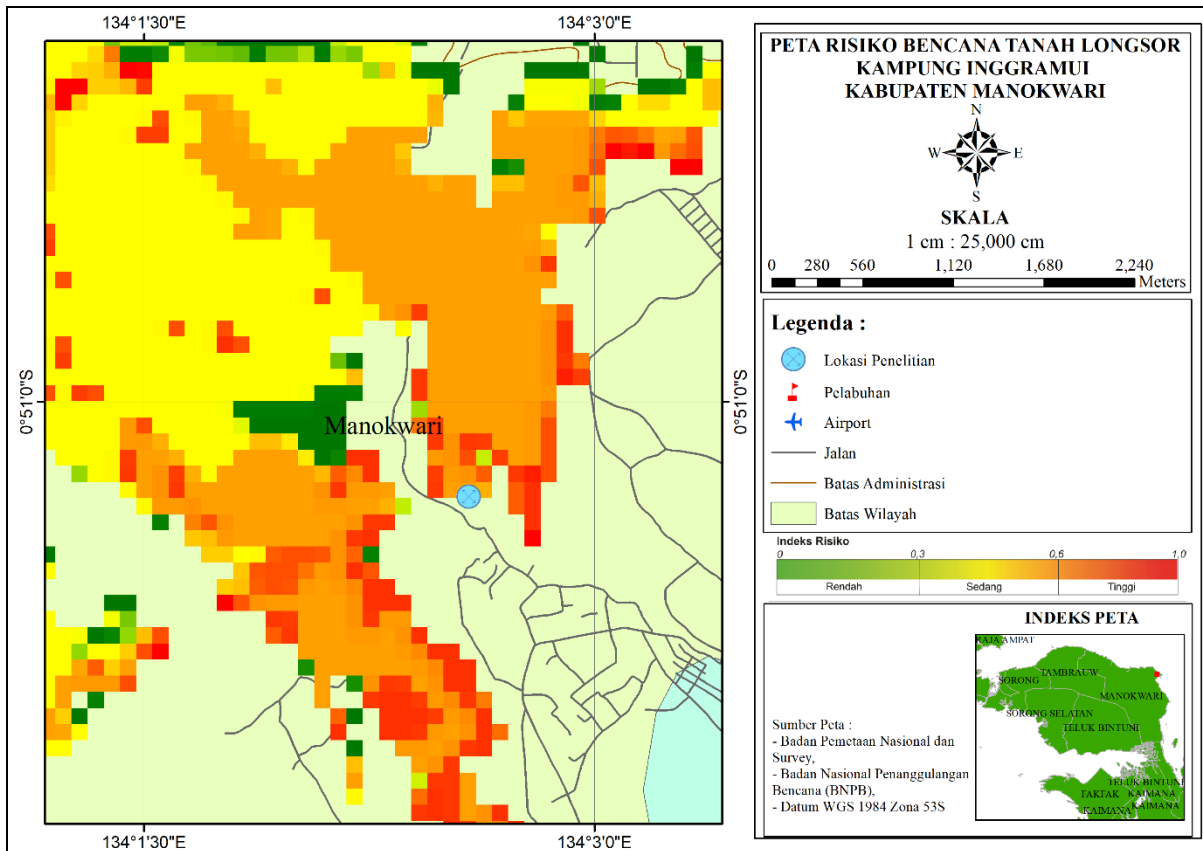 134°1'30"E
134°3'0"E
0°51'0"S
0°51'0"S
Manokwari
134°1'30"E
134°3'0"E
PETA RISIKO BENCANA TANAH LONGSOR
KAMPUNG INGGRAMUI
KABUPATEN MANOKWARI
N
W
E
S
SKALA
1 cm : 25,000 cm
0 280 560 1,120 1,680 2,240
Meters
Legenda :
Lokasi Penelitian
Pelabuhan
Airport
Jalan
Batas Administrasi
Batas Wilayah
Indeks Risiko
0 0,3 0,6 1,0
Rendah Sedang Tinggi
INDEKS PETA
RAJA AMPAT
TAMBRAUW
SORONG
MANOKWARI
SORONG SELATAN
TELUK BINTUNI
TELUK BINTUNI
FAKFAK KAIMANA
KAIMANA KAIMANA
Sumber Peta :
- Badan Pemetaan Nasional dan
Survey,
- Badan Nasional Penanggulangan
Bencana (BNPB),
- Datum WGS 1984 Zona 53S